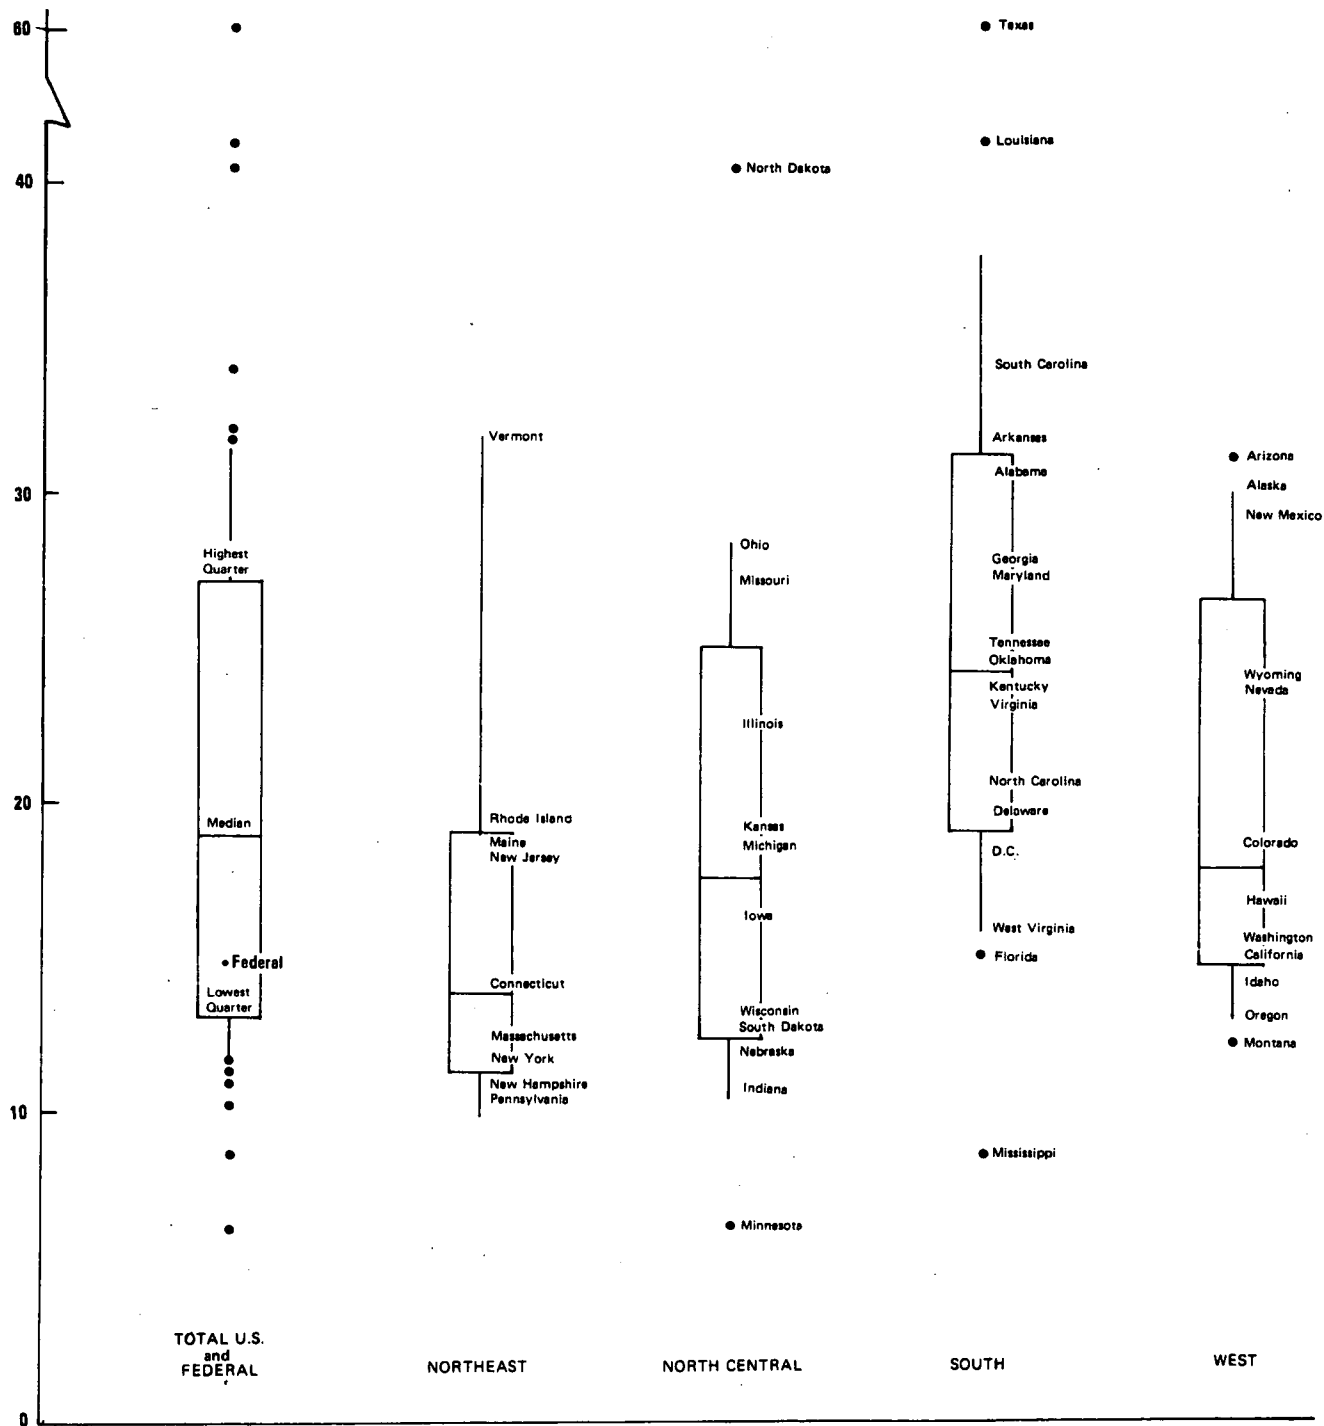 60
40
30
20
10
0
Highest
Quarter
Median
Federal
Lowest
Quarter
TOTAL U.S.
and
FEDERAL
Vermont
Rhode Island
Maine
New Jersey
Connecticut
Massachusetts
New York
New Hampshire
Pennsylvania
NORTHEAST
North Dakota
Ohio
Missouri
Illinois
Kansas
Michigan
Iowa
Wisconsin
South Dakota
Nebraska
Indiana
Minnesota
NORTH CENTRAL
Texas
Louisiana
South Carolina
Arkansas
Alabama
Georgia
Maryland
Tennessee
Oklahoma
Kentucky
Virginia
North Carolina
Delaware
D.C.
West Virginia
Florida
Mississippi
SOUTH
Arizona
Alaska
New Mexico
Wyoming
Nevada
Colorado
Hawaii
Washington
California
Idaho
Oregon
Montana
WEST